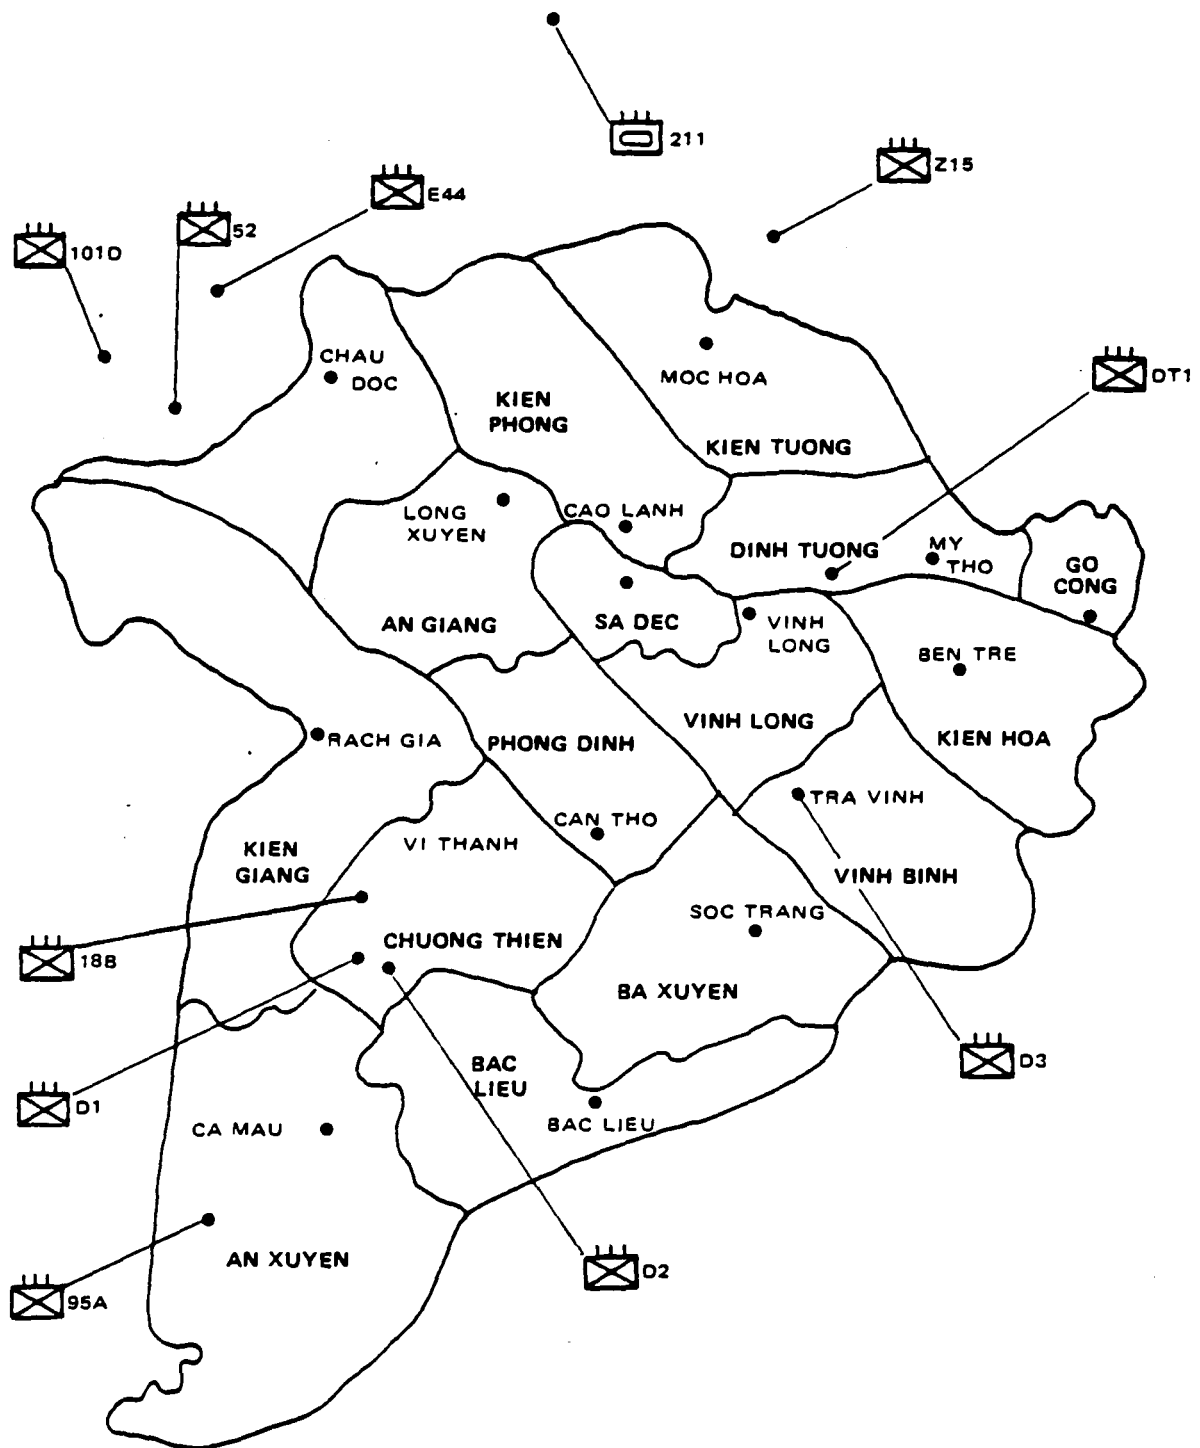 211
Z15
E44
52
101D
CHAU
DOC
MOC HOA
DT1
KIEN
PHONG
KIEN TUONG
LONG
XUYEN
CAO LANH
DINH TUONG
MY
THO
GO
CONG
AN GIANG
SA DEC
VINH
LONG
BEN TRE
VINH LONG
KIEN HOA
RACH GIA
PHONG DINH
TRA VINH
CAN THO
VI THANH
KIEN
GIANG
VINH BINH
SOC TRANG
CHUONG THIEN
18B
BA XUYEN
BAC
LIEU
D3
D1
CA MAU
BAC LIEU
AN XUYEN
D2
95A